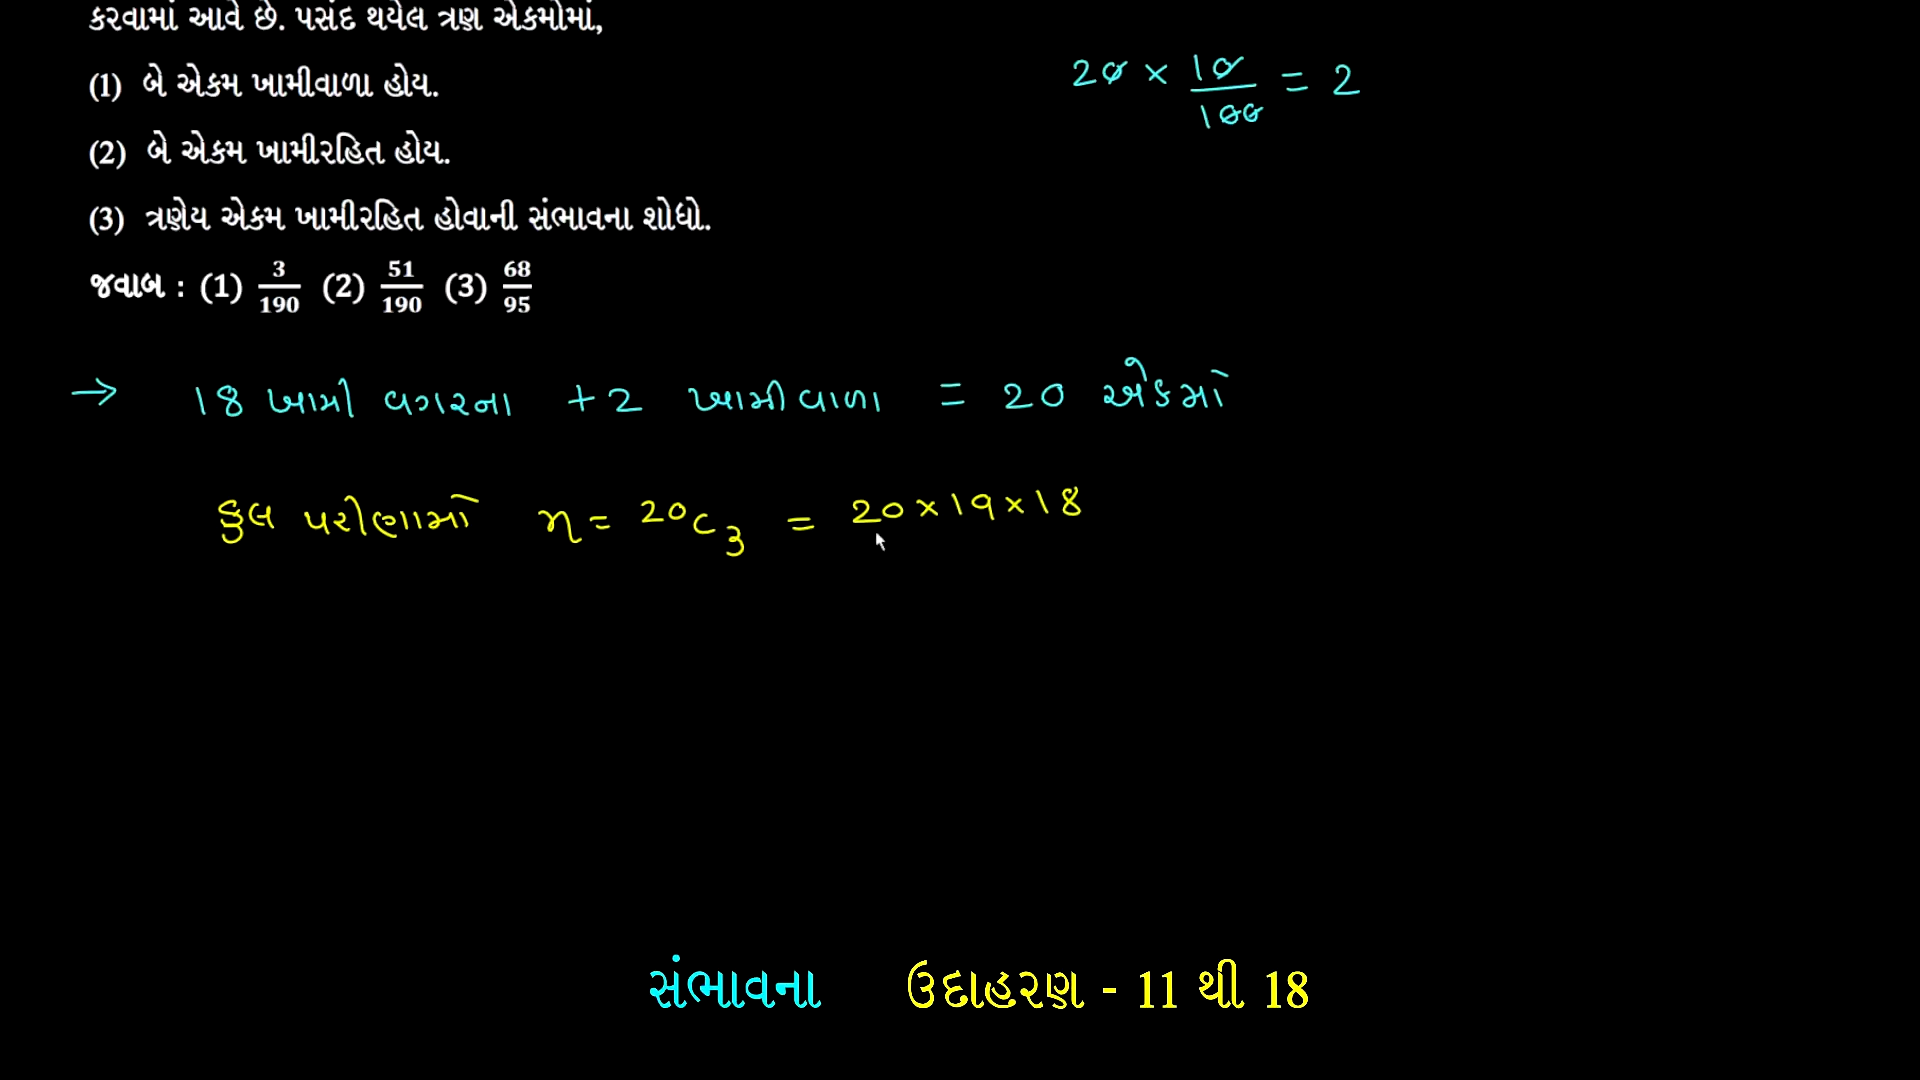 કરવામાં આવે છે. પસંદ થયેલ ત્રણ એકમોમાં,
(1) બે એકમ ખામીવાળા હોય.
(2) બે એકમ ખામીરહિત હોય.
(3) ત્રણેય એકમ ખામીરહિત હોવાની સંભાવના શોધો.
જવાબ : (1) 3/190 (2) 51/190 (3) 68/95
20 × 10/100 = 2
→ 18 ખામી વગરના + 2 ખામીવાળા = 20 એકમો
કુલ પરીણામો n = ²⁰C₃ = 20 × 19 × 18
સંભાવના ઉદાહરણ - 11 થી 18